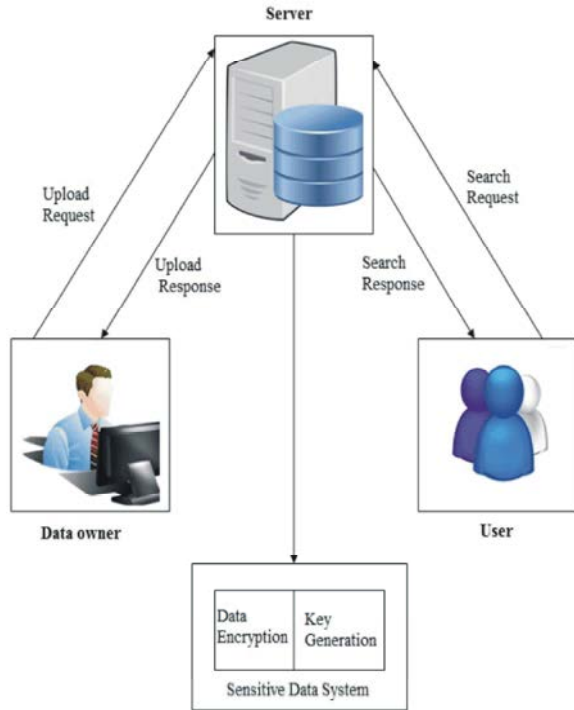 Server
Upload
Request
Search
Request
Upload
Response
Search
Response
Data owner
User
Data
Encryption
Key
Generation
Sensitive Data System